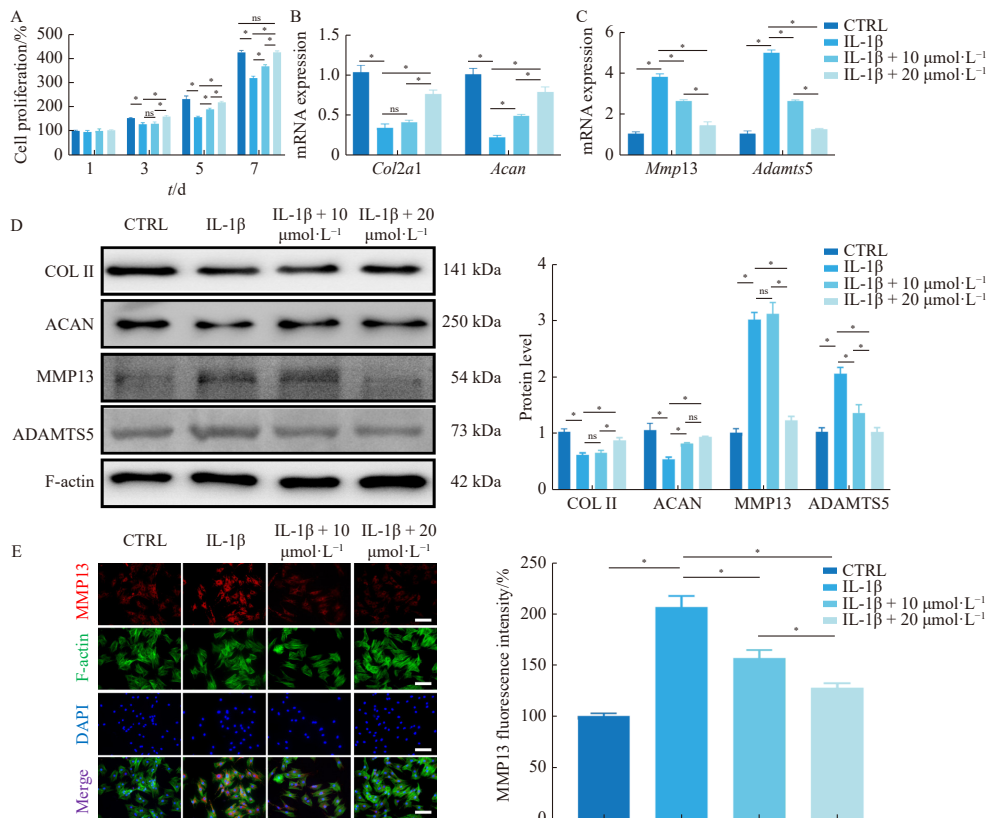 A
Cell proliferation/%
500
400
300
200
100
0
ns
* * *
* * *
ns *
* * *
* *
* * *
* *
1 3 5 7
t/d
B
mRNA expression
1.5
1.0
0.5
0
* * * ns
* * * *
Col2a1 Acan
C
mRNA expression
6
4
2
0
* * * *
* * * *
Mmp13 Adamts5
CTRL
IL-1β
IL-1β + 10 μmol·L⁻¹
IL-1β + 20 μmol·L⁻¹
D
CTRL IL-1β IL-1β + 10 μmol·L⁻¹ IL-1β + 20 μmol·L⁻¹
COL II 141 kDa
ACAN 250 kDa
MMP13 54 kDa
ADAMTS5 73 kDa
F-actin 42 kDa
Protein level
4
3
2
1
0
* * ns *
* * * ns
* * ns *
* * * *
COL II ACAN MMP13 ADAMTS5
CTRL
IL-1β
IL-1β + 10 μmol·L⁻¹
IL-1β + 20 μmol·L⁻¹
E
CTRL IL-1β IL-1β + 10 μmol·L⁻¹ IL-1β + 20 μmol·L⁻¹
MMP13
F-actin
DAPI
Merge
MMP13 fluorescence intensity/%
250
200
150
100
50
0
* * * *
CTRL
IL-1β
IL-1β + 10 μmol·L⁻¹
IL-1β + 20 μmol·L⁻¹